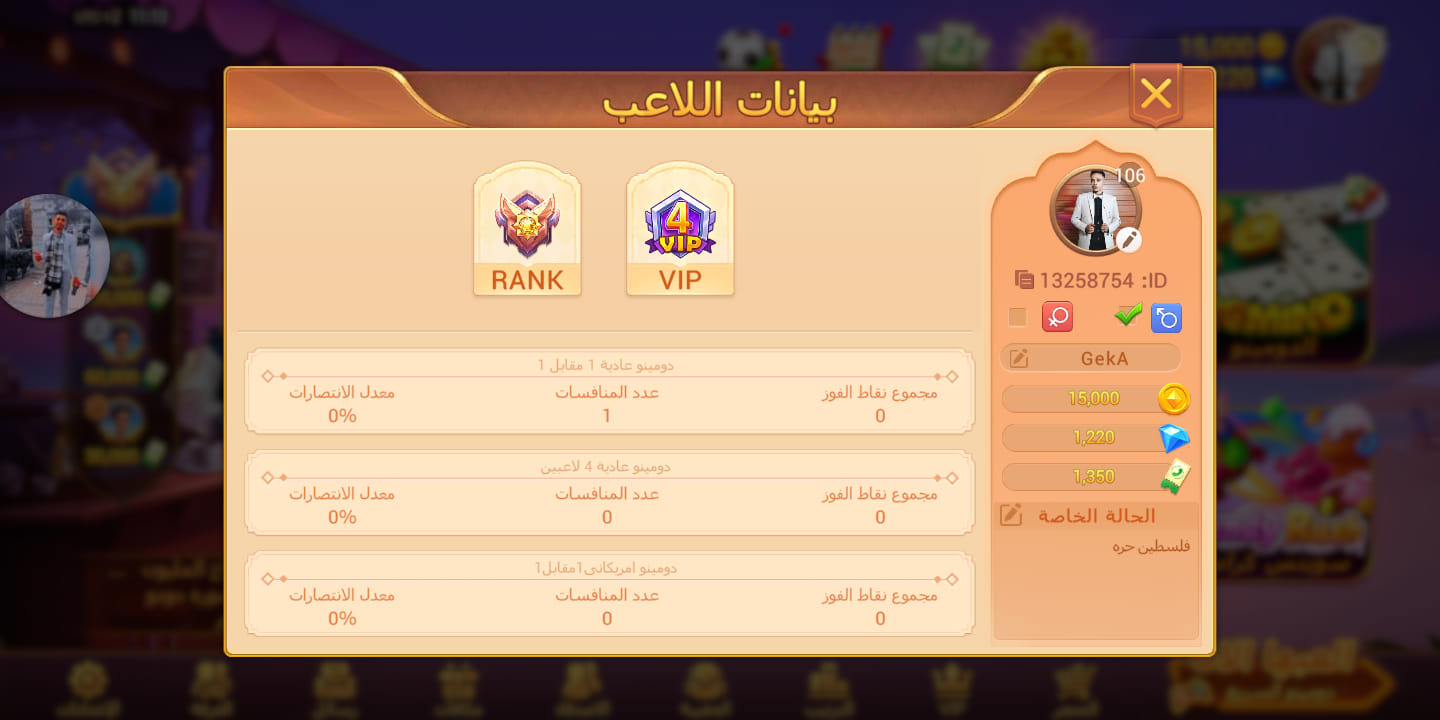 بيانات اللاعب
106
13258754 :ID
GekA
15,000
1,220
1,350
الحالة الخاصة
فلسطين حره
RANK
4
VIP
VIP
دومينو عادية 1 مقابل 1
مجموع نقاط الفوز عدد المنافسات معدل الانتصارات
0 1 0%
دومينو عادية 4 لاعبين
مجموع نقاط الفوز عدد المنافسات معدل الانتصارات
0 0 0%
دومينو امريكانى1مقابل1
مجموع نقاط الفوز عدد المنافسات معدل الانتصارات
0 0 0%